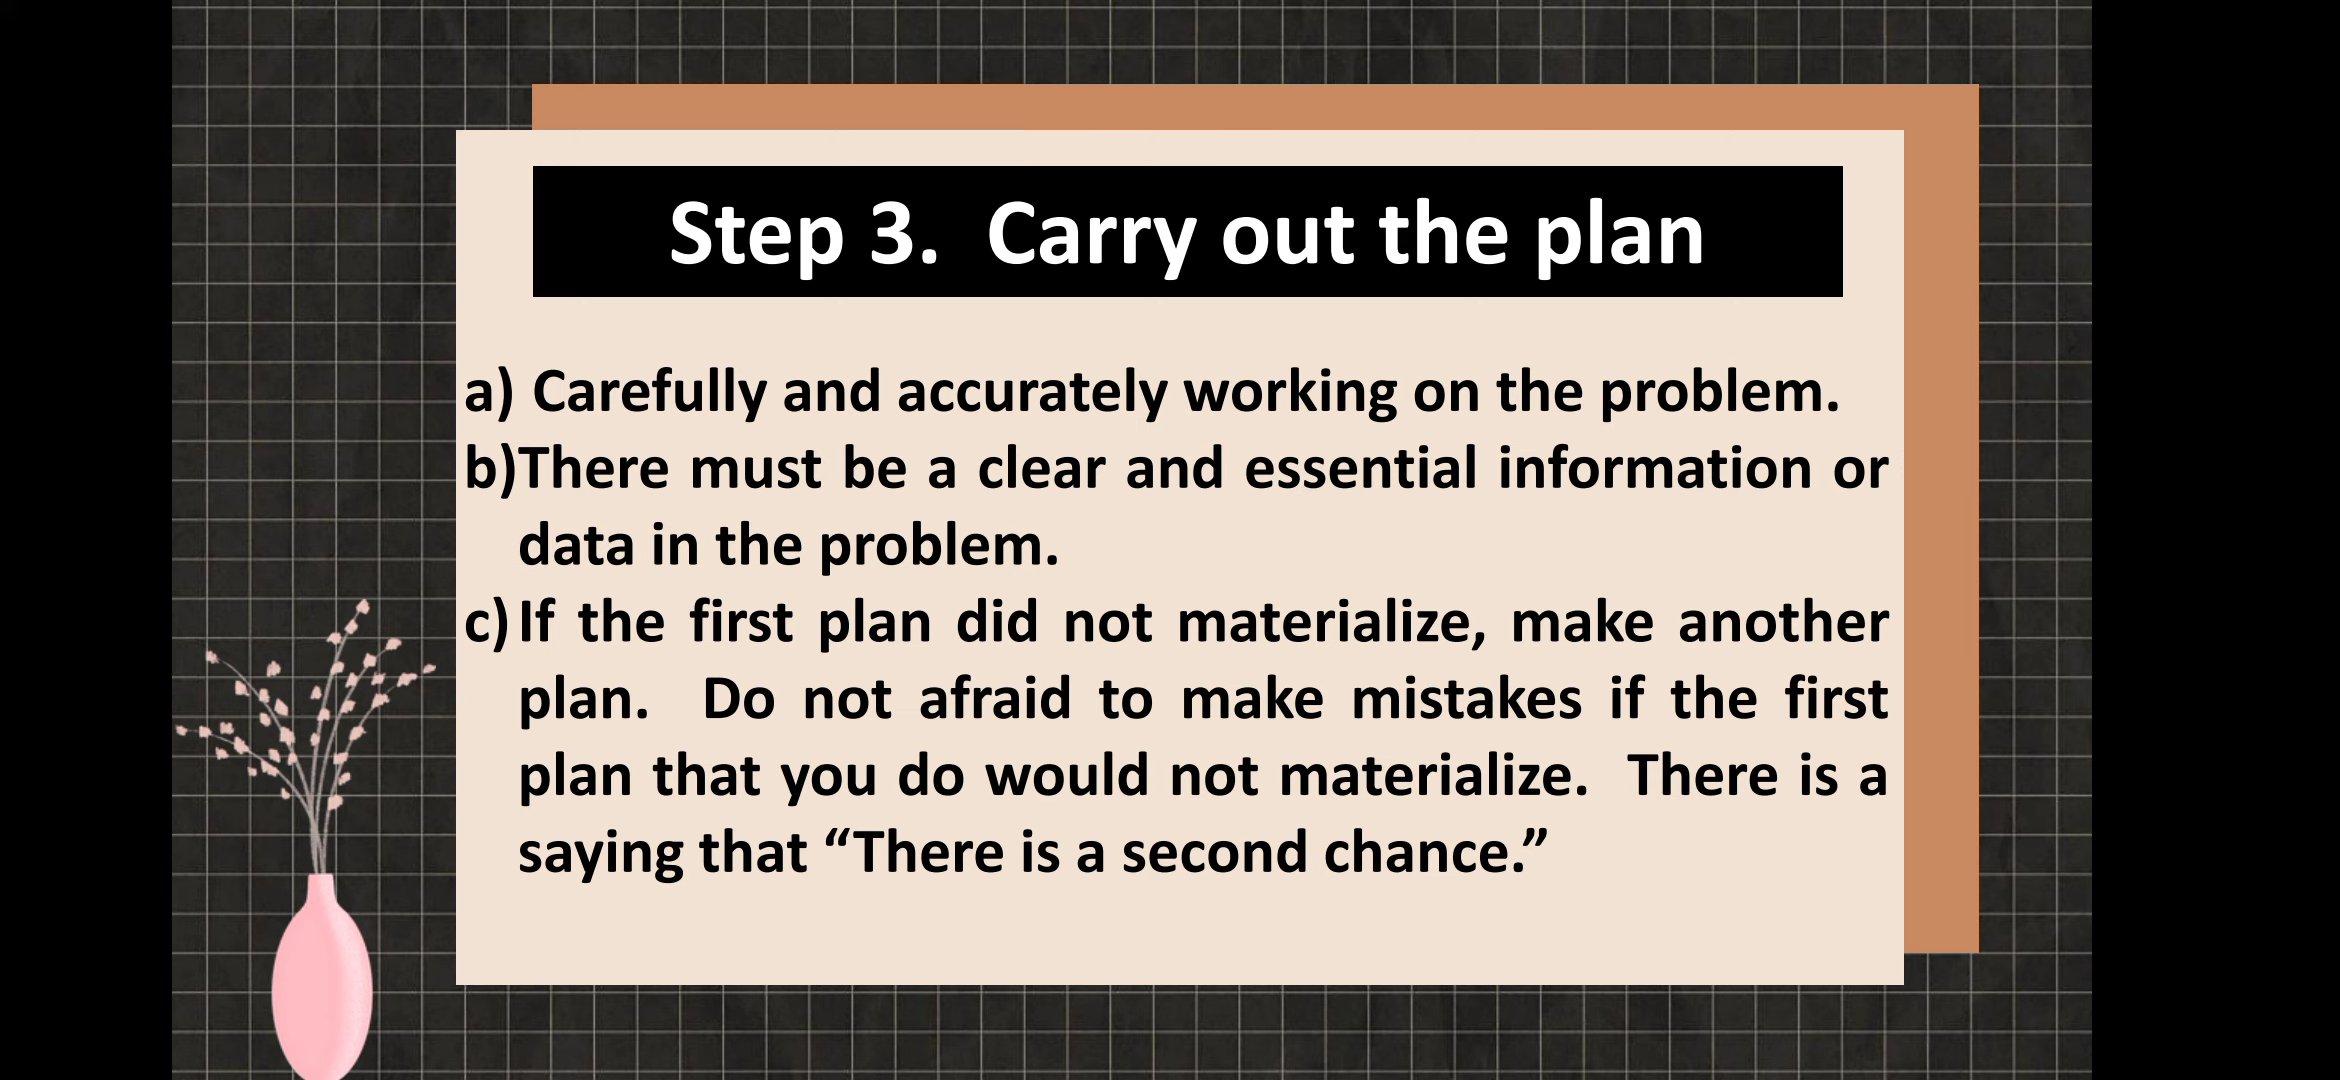 Step 3.  Carry out the plan
a) Carefully and accurately working on the problem.
b)There must be a clear and essential information or
data in the problem.
c) If the first plan did not materialize, make another
plan.  Do not afraid to make mistakes if the first
plan that you do would not materialize.  There is a
saying that “There is a second chance.”